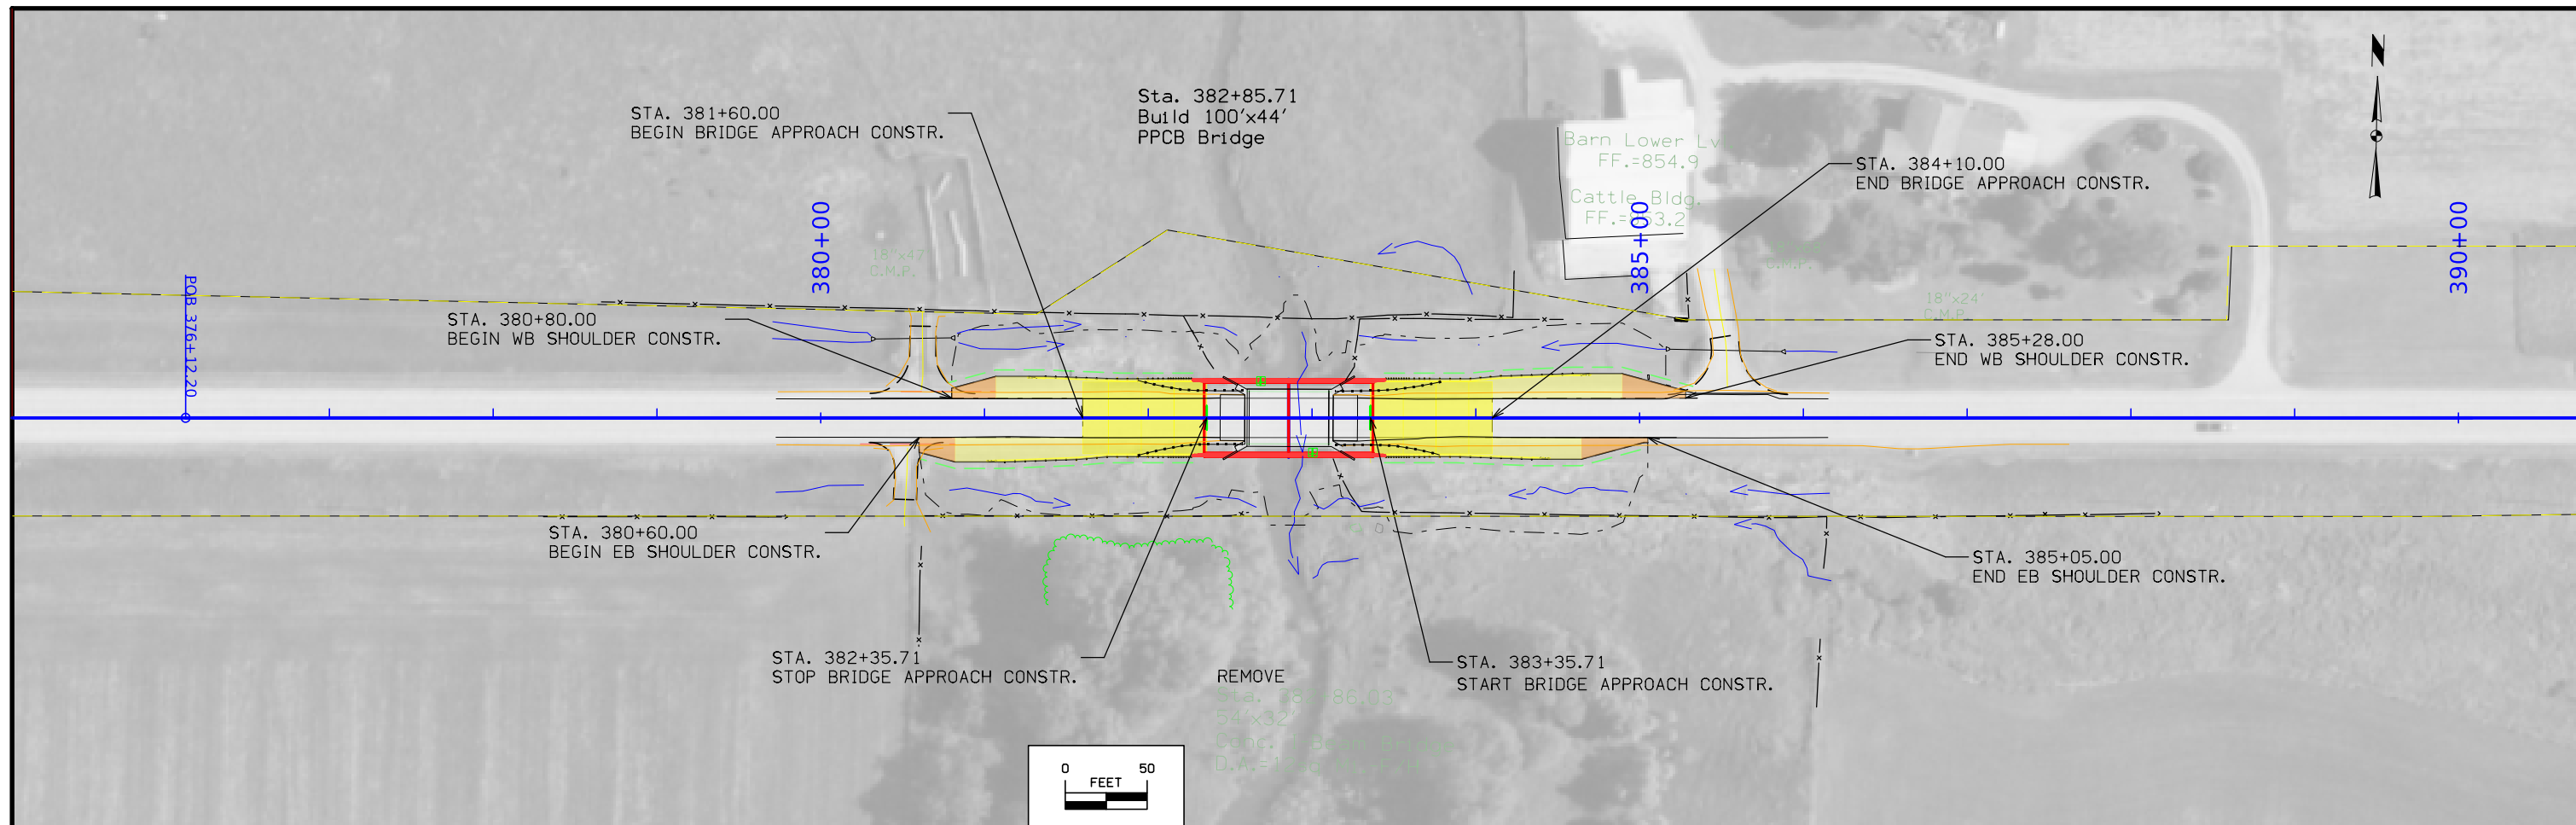 N
STA. 381+60.00
BEGIN BRIDGE APPROACH CONSTR.
Sta. 382+85.71
Build 100'x44'
PPCB Bridge
Barn Lower Lv
FF.=854.9
Cattle Bldg.
STA. 384+10.00
END BRIDGE APPROACH CONSTR.
380+00
385+00
390+00
POB 376+12.20
18"x47
C.M.P.
C.M.P.
18"x24'
C.M.P.
STA. 380+80.00
BEGIN WB SHOULDER CONSTR.
STA. 385+28.00
END WB SHOULDER CONSTR.
STA. 380+60.00
BEGIN EB SHOULDER CONSTR.
STA. 385+05.00
END EB SHOULDER CONSTR.
STA. 382+35.71
STOP BRIDGE APPROACH CONSTR.
STA. 383+35.71
START BRIDGE APPROACH CONSTR.
REMOVE
54'x32'
Bridge
0 50
FEET